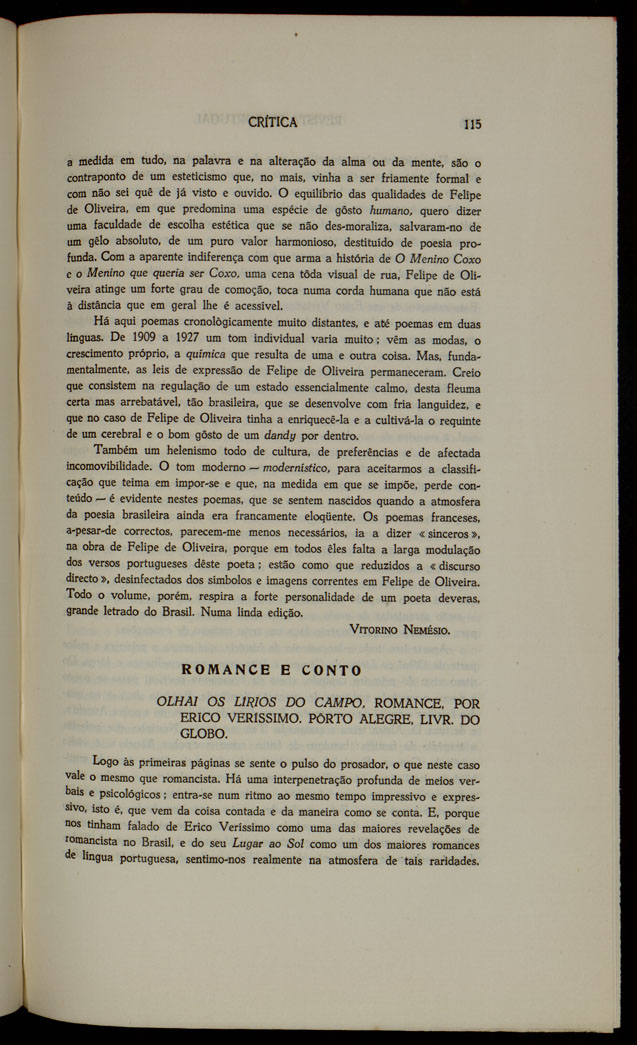 CRÍTICA 115
a medida em tudo, na palavra e na alteração da alma ou da mente, são o
contraponto de um esteticismo que, no mais, vinha a ser friamente formal e
com não sei quê de já visto e ouvido. O equilíbrio das qualidades de Felipe
de Oliveira, em que predomina uma espécie de gôsto humano, quero dizer
uma faculdade de escolha estética que se não des-moraliza, salvaram-no de
um gêlo absoluto, de um puro valor harmonioso, destituído de poesia pro-
funda. Com a aparente indiferença com que arma a história de O Menino Coxo
e o Menino que queria ser Coxo, uma cena tôda visual de rua, Felipe de Oli-
veira atinge um forte grau de comoção, toca numa corda humana que não está
à distância que em geral lhe é acessível.
Há aqui poemas cronològicamente muito distantes, e até poemas em duas
línguas. De 1909 a 1927 um tom individual varia muito; vêm as modas, o
crescimento próprio, a química que resulta de uma e outra coisa. Mas, funda-
mentalmente, as leis de expressão de Felipe de Oliveira permaneceram. Creio
que consistem na regulação de um estado essencialmente calmo, desta fleuma
certa mas arrebatável, tão brasileira, que se desenvolve com fria languidez, e
que no caso de Felipe de Oliveira tinha a enriquecê-la e a cultivá-la o requinte
de um cerebral e o bom gôsto de um dandy por dentro.
Também um helenismo todo de cultura, de preferências e de afectada
incomovibilidade. O tom moderno — modernístico, para aceitarmos a classifi-
cação que teima em impor-se e que, na medida em que se impõe, perde con-
teúdo — é evidente nestes poemas, que se sentem nascidos quando a atmosfera
da poesia brasileira ainda era francamente eloqüente. Os poemas franceses,
a-pesar-de correctos, parecem-me menos necessários, ia a dizer «sinceros»,
na obra de Felipe de Oliveira, porque em todos êles falta a larga modulação
dos versos portugueses dêste poeta; estão como que reduzidos a «discurso
directo», desinfectados dos símbolos e imagens correntes em Felipe de Oliveira.
Todo o volume, porém, respira a forte personalidade de um poeta deveras,
grande letrado do Brasil. Numa linda edição.
VITORINO NEMÉSIO.
ROMANCE E CONTO
OLHAI OS LÍRIOS DO CAMPO, ROMANCE, POR
ERICO VERISSIMO. PÔRTO ALEGRE, LIVR. DO
GLOBO.
Logo às primeiras páginas se sente o pulso do prosador, o que neste caso
vale o mesmo que romancista. Há uma interpenetração profunda de meios ver-
bais e psicológicos: entra-se num ritmo ao mesmo tempo impressivo e expres-
sivo, isto é, que vem da coisa contada e da maneira como se conta. E, porque
nos tinham falado de Erico Veríssimo como uma das maiores revelações de
romancista no Brasil, e do seu Lugar ao Sol como um dos maiores romances
de língua portuguesa, sentimo-nos realmente na atmosfera de tais raridades.